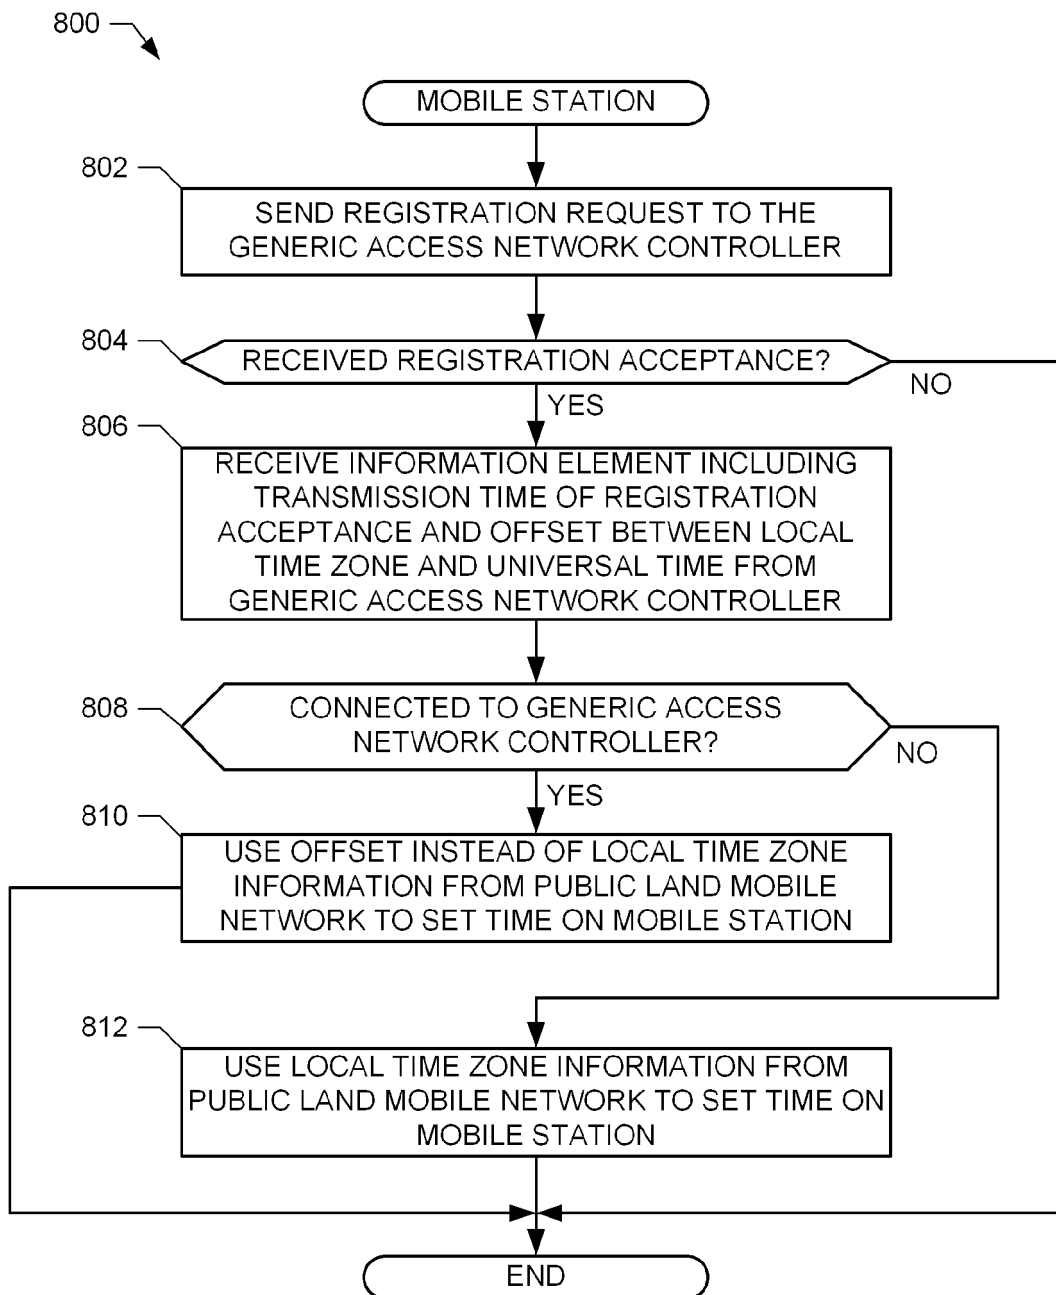 800
MOBILE STATION
802
SEND REGISTRATION REQUEST TO THE
GENERIC ACCESS NETWORK CONTROLLER
804
RECEIVED REGISTRATION ACCEPTANCE?
NO
YES
806
RECEIVE INFORMATION ELEMENT INCLUDING
TRANSMISSION TIME OF REGISTRATION
ACCEPTANCE AND OFFSET BETWEEN LOCAL
TIME ZONE AND UNIVERSAL TIME FROM
GENERIC ACCESS NETWORK CONTROLLER
808
CONNECTED TO GENERIC ACCESS
NETWORK CONTROLLER?
NO
YES
810
USE OFFSET INSTEAD OF LOCAL TIME ZONE
INFORMATION FROM PUBLIC LAND MOBILE
NETWORK TO SET TIME ON MOBILE STATION
812
USE LOCAL TIME ZONE INFORMATION FROM
PUBLIC LAND MOBILE NETWORK TO SET TIME ON
MOBILE STATION
END